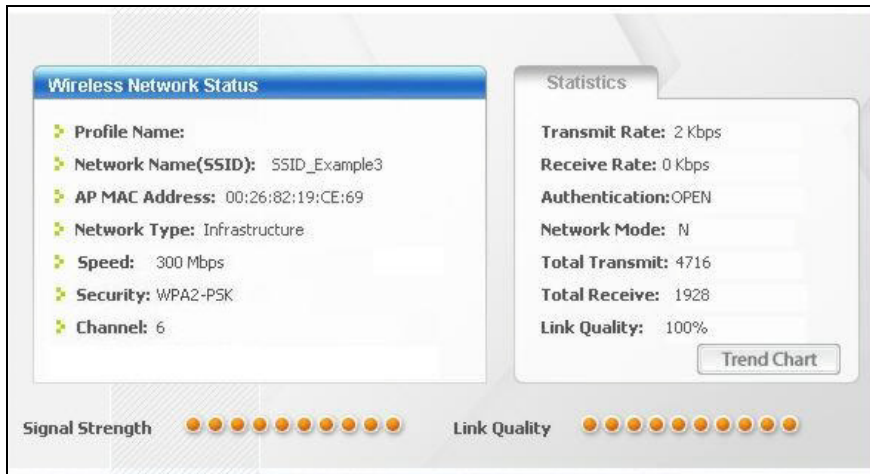 Wireless Network Status
Profile Name:
Network Name(SSID): SSID_Example3
AP MAC Address: 00:26:82:19:CE:69
Network Type: Infrastructure
Speed: 300 Mbps
Security: WPA2-PSK
Channel: 6
Statistics
Transmit Rate: 2 Kbps
Receive Rate: 0 Kbps
Authentication:OPEN
Network Mode: N
Total Transmit: 4716
Total Receive: 1928
Link Quality: 100%
Trend Chart
Signal Strength
Link Quality